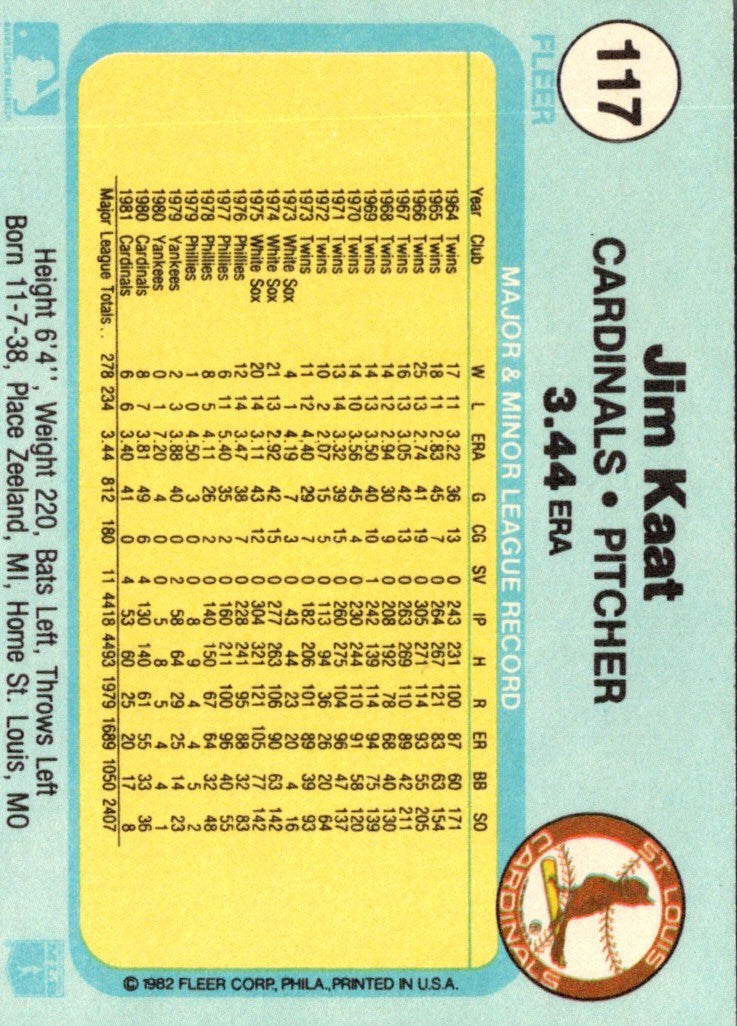 117
FLEER
Jim Kaat
CARDINALS • PITCHER
3.44 ERA
ST. LOUIS
CARDINALS
MAJOR & MINOR LEAGUE RECORD
Year Club W L ERA G CG SV IP H R ER BB SO
1964 Twins 17 11 3.22 36 13 0 243 231 100 87 60 171
1965 Twins 18 11 2.83 45 7 0 264 267 121 83 63 154
1966 Twins 25 13 2.74 41 19 0 305 271 114 93 55 205
1967 Twins 16 13 3.05 42 13 0 263 269 110 89 42 211
1968 Twins 14 12 2.94 30 9 0 208 192 78 68 40 130
1969 Twins 14 13 3.50 40 10 1 242 139 114 94 75 139
1970 Twins 14 10 3.56 45 4 0 230 244 110 91 58 120
1971 Twins 13 14 3.32 39 15 0 260 275 104 96 47 137
1972 Twins 10 2 2.07 15 5 0 113 94 36 26 20 64
1973 Twins 11 12 4.40 29 7 0 182 206 101 89 39 93
1973 White Sox 4 1 4.19 7 3 0 43 44 23 20 4 16
1974 White Sox 21 13 2.92 42 15 0 277 263 106 90 63 142
1975 White Sox 20 14 3.11 43 12 0 304 321 121 105 77 142
1976 Phillies 12 14 3.47 38 7 0 228 241 95 88 32 83
1977 Phillies 6 11 5.40 35 2 0 160 211 100 96 40 55
1978 Phillies 8 5 4.11 26 2 0 140 150 67 64 32 48
1979 Phillies 1 0 4.50 3 0 0 8 9 4 4 5 2
1979 Yankees 2 3 3.88 40 0 2 58 64 29 25 14 23
1980 Yankees 0 1 7.20 4 0 0 5 8 5 4 4 1
1980 Cardinals 8 7 3.81 49 6 4 130 140 61 55 33 36
1981 Cardinals 6 6 3.40 41 0 4 53 60 25 20 17 8
Major League Totals . . 278 234 3.44 812 180 11 4418 4493 1979 1689 1050 2407
© 1982 FLEER CORP., PHILA., PRINTED IN U.S.A.
Height 6'4", Weight 220, Bats Left, Throws Left
Born 11-7-38, Place Zeeland, MI, Home St. Louis, MO